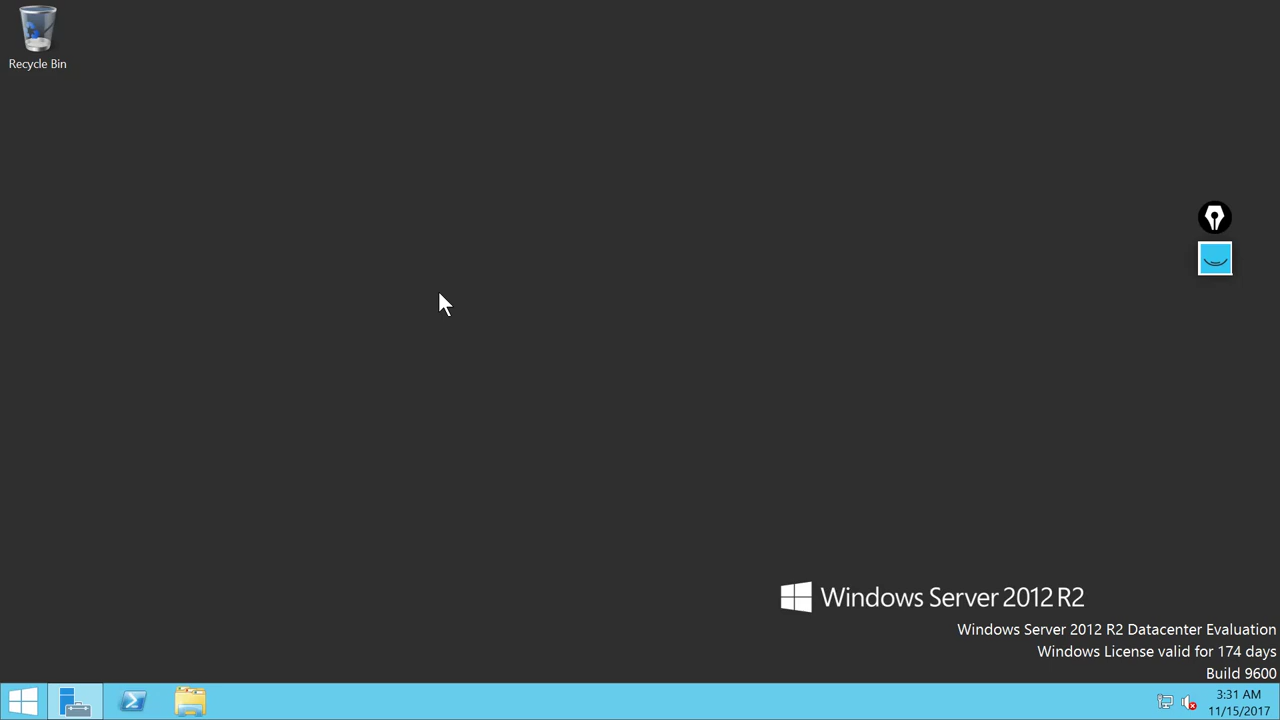 Recycle Bin
Windows Server 2012 R2
Windows Server 2012 R2 Datacenter Evaluation
Windows License valid for 174 days
Build 9600
3:31 AM
11/15/2017